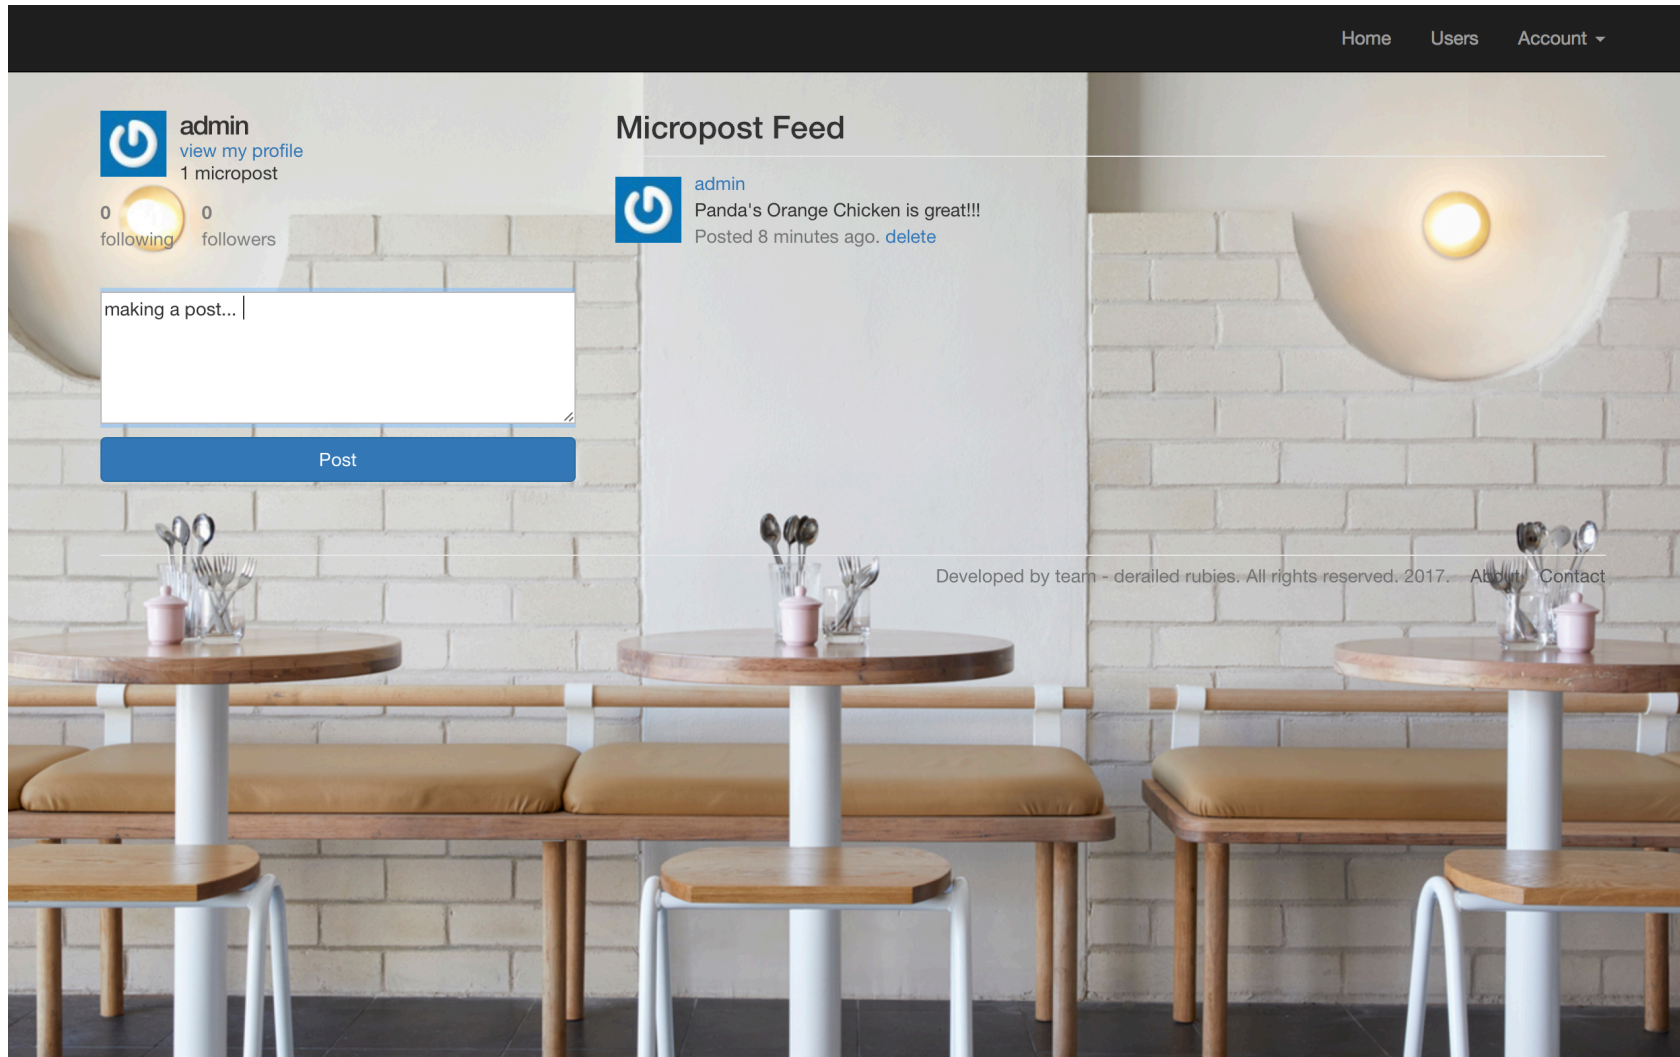 Home Users Account
admin
view my profile
1 micropost
0 0
following followers
making a post...
Post
Micropost Feed
admin
Panda's Orange Chicken is great!!!
Posted 8 minutes ago. delete
Developed by team - derailed rubies. All rights reserved. 2017. About Contact